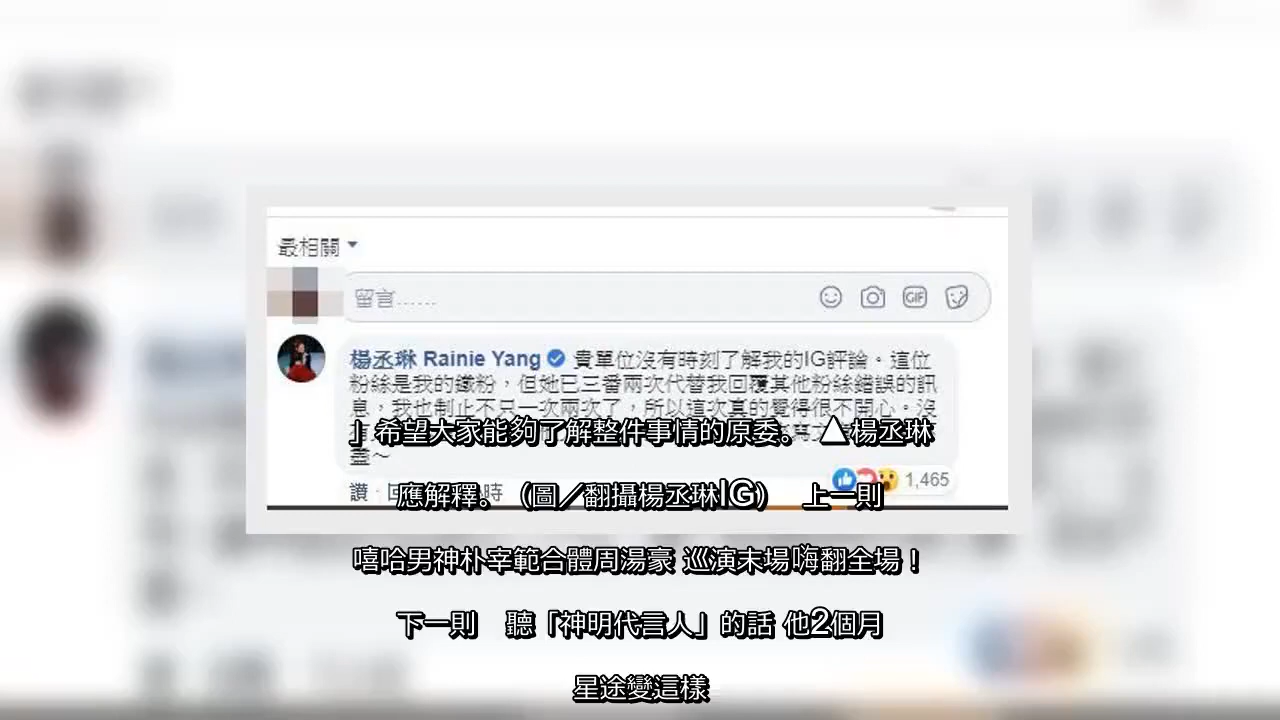 最相關
留言……
楊丞琳 Rainie Yang 貴單位沒有時刻了解我的IG評論。這位
粉絲是我的鐵粉，但她已三番兩次代替我回覆其他粉絲錯誤的訊
息，我也制止不只一次兩次了，所以這次真的覺得很不開心。沒
盡～
讚 · 時
1,465
」希望大家能夠了解整件事情的原委。 △楊丞琳
應解釋。（圖／翻攝楊丞琳IG） 上一則
嘻哈男神朴宰範合體周湯豪 巡演末場嗨翻全場！
下一則 聽「神明代言人」的話 他2個月
星途變這樣